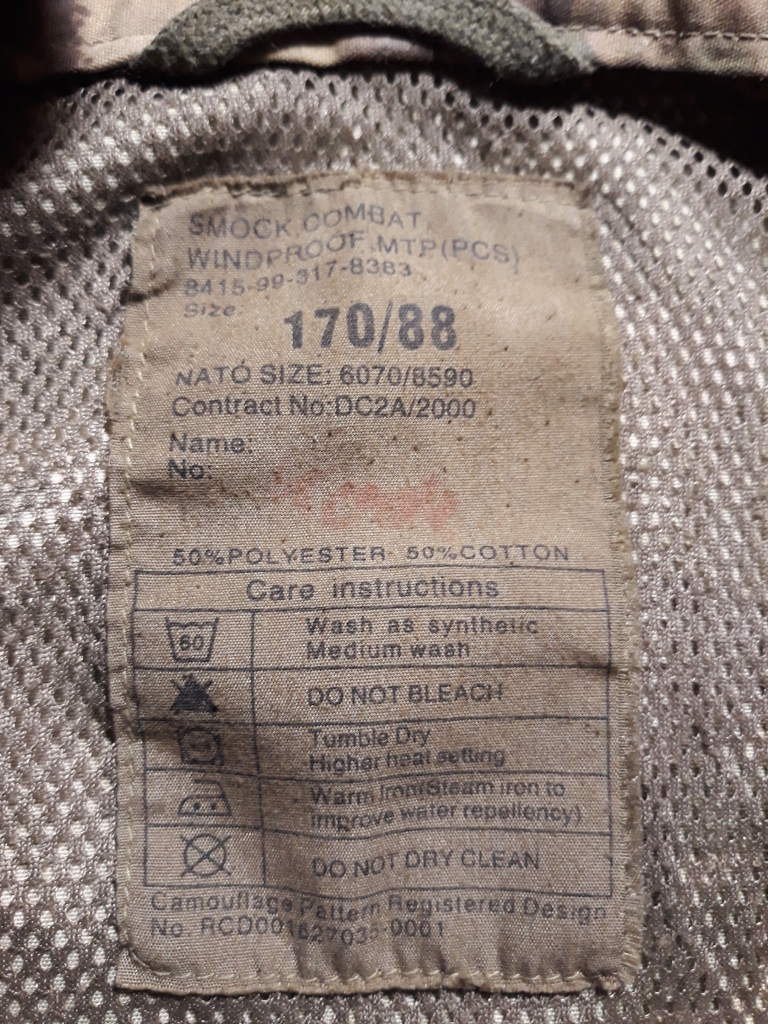 SMOCK, COMBAT,
WINDPROOF, MTP (PCS)
8415-99-317-8383
Size:
170/88
NATO SIZE: 6070/8590
Contract No: DC2A/2000
Name:
No:
50%POLYESTER 50%COTTON
Care instructions
60
Wash as synthetic
Medium wash
DO NOT BLEACH
Tumble Dry
Higher heat setting
Warm Iron(Steam iron to
improve water repellency)
DO NOT DRY CLEAN
Camouflage Pattern Registered Design
No.